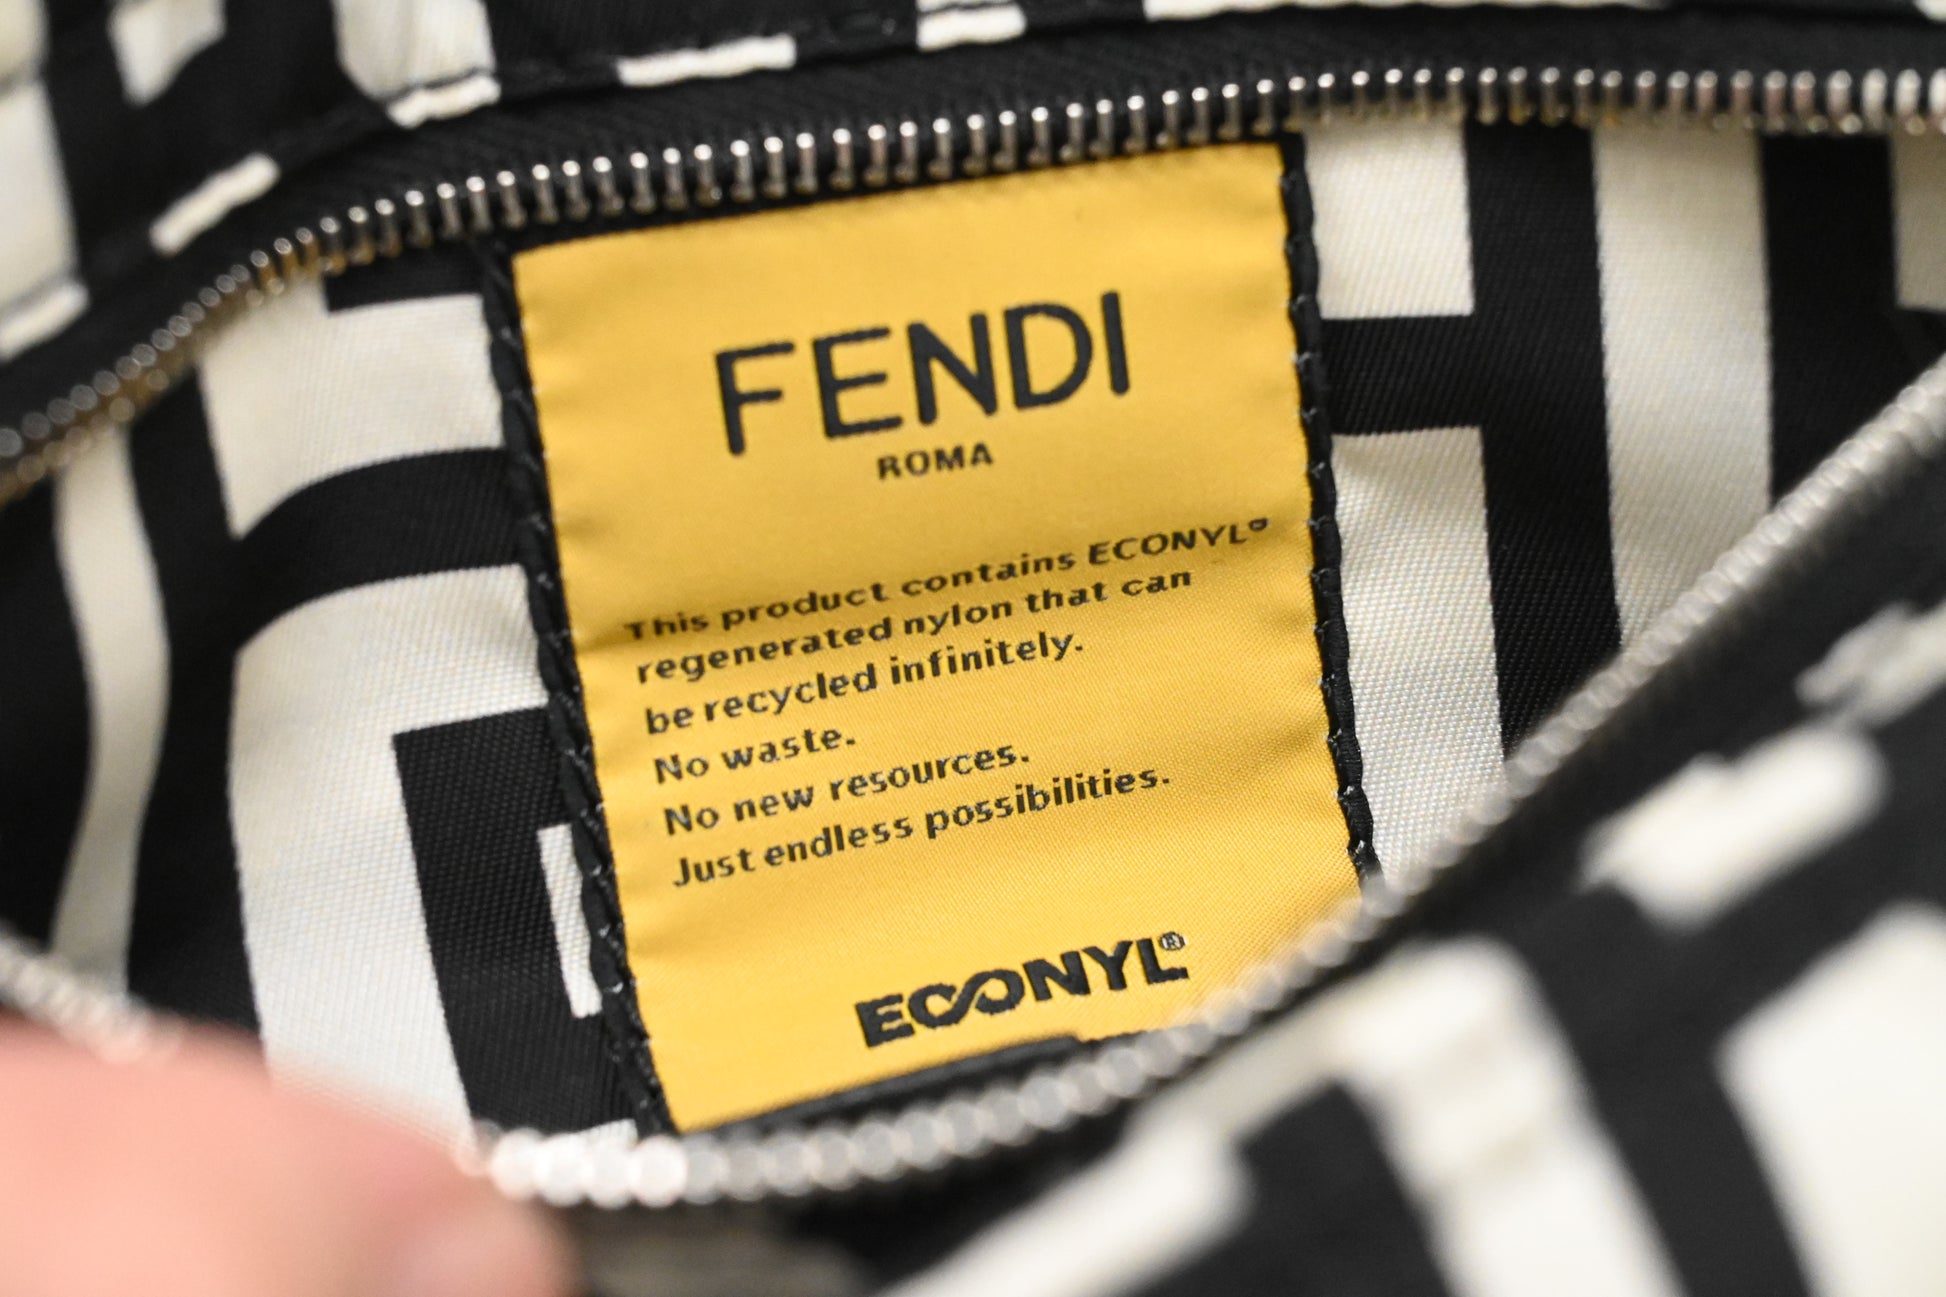 FENDI
ROMA
This product contains ECONYL®
regenerated nylon that can
be recycled infinitely.
No waste.
No new resources.
Just endless possibilities.
ECONYL®